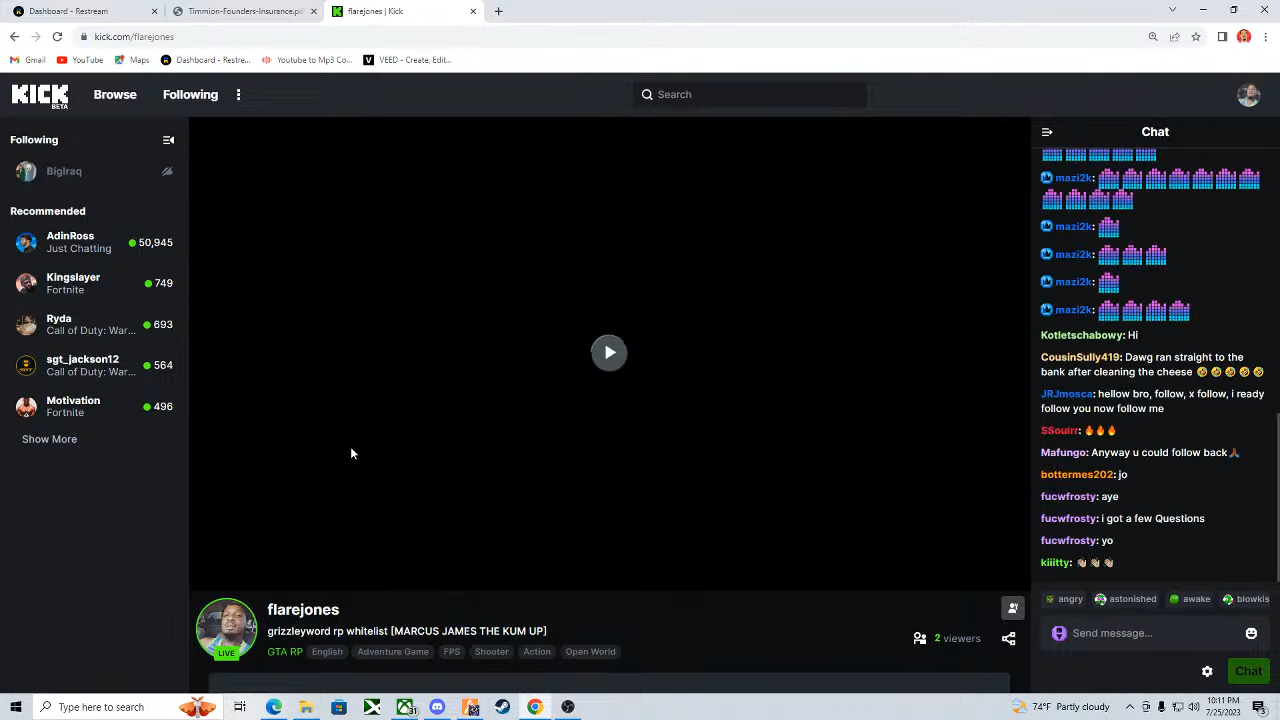 Dashboard - Restream
Timmion-Founders-Insurance.pd
flarejones | Kick
kick.com/flarejones
Gmail
YouTube
Maps
Dashboard - Restre...
Youtube to Mp3 Co...
VEED - Create, Edit,...
KICK
BETA
Browse
Following
Search
Following
BigIraq
Recommended
AdinRoss
Just Chatting
50,945
Kingslayer
Fortnite
749
Ryda
Call of Duty: War...
693
sgt_jackson12
Call of Duty: War...
564
Motivation
Fortnite
496
Show More
flarejones
grizzleyword rp whitelist [MARCUS JAMES THE KUM UP]
LIVE
GTA RP
English
Adventure Game
FPS
Shooter
Action
Open World
2 viewers
Chat
mazi2k:
mazi2k:
mazi2k:
mazi2k:
mazi2k:
Kotletschabowy: Hi
CousinSully419: Dawg ran straight to the
bank after cleaning the cheese 🤣🤣🤣🤣🤣
JRJmosca: hellow bro, follow, x follow, i ready
follow you now follow me
SSouirr: 🔥🔥🔥
Mafungo: Anyway u could follow back🙏🏾
bottermes202: jo
fucwfrosty: aye
fucwfrosty: i got a few Questions
fucwfrosty: yo
kiiitty: 👏🏼👏🏼👏🏼
angry
astonished
awake
blowkis
Send message...
Chat
Type here to search
31
74°F Partly cloudy
10:11 PM
7/25/2023